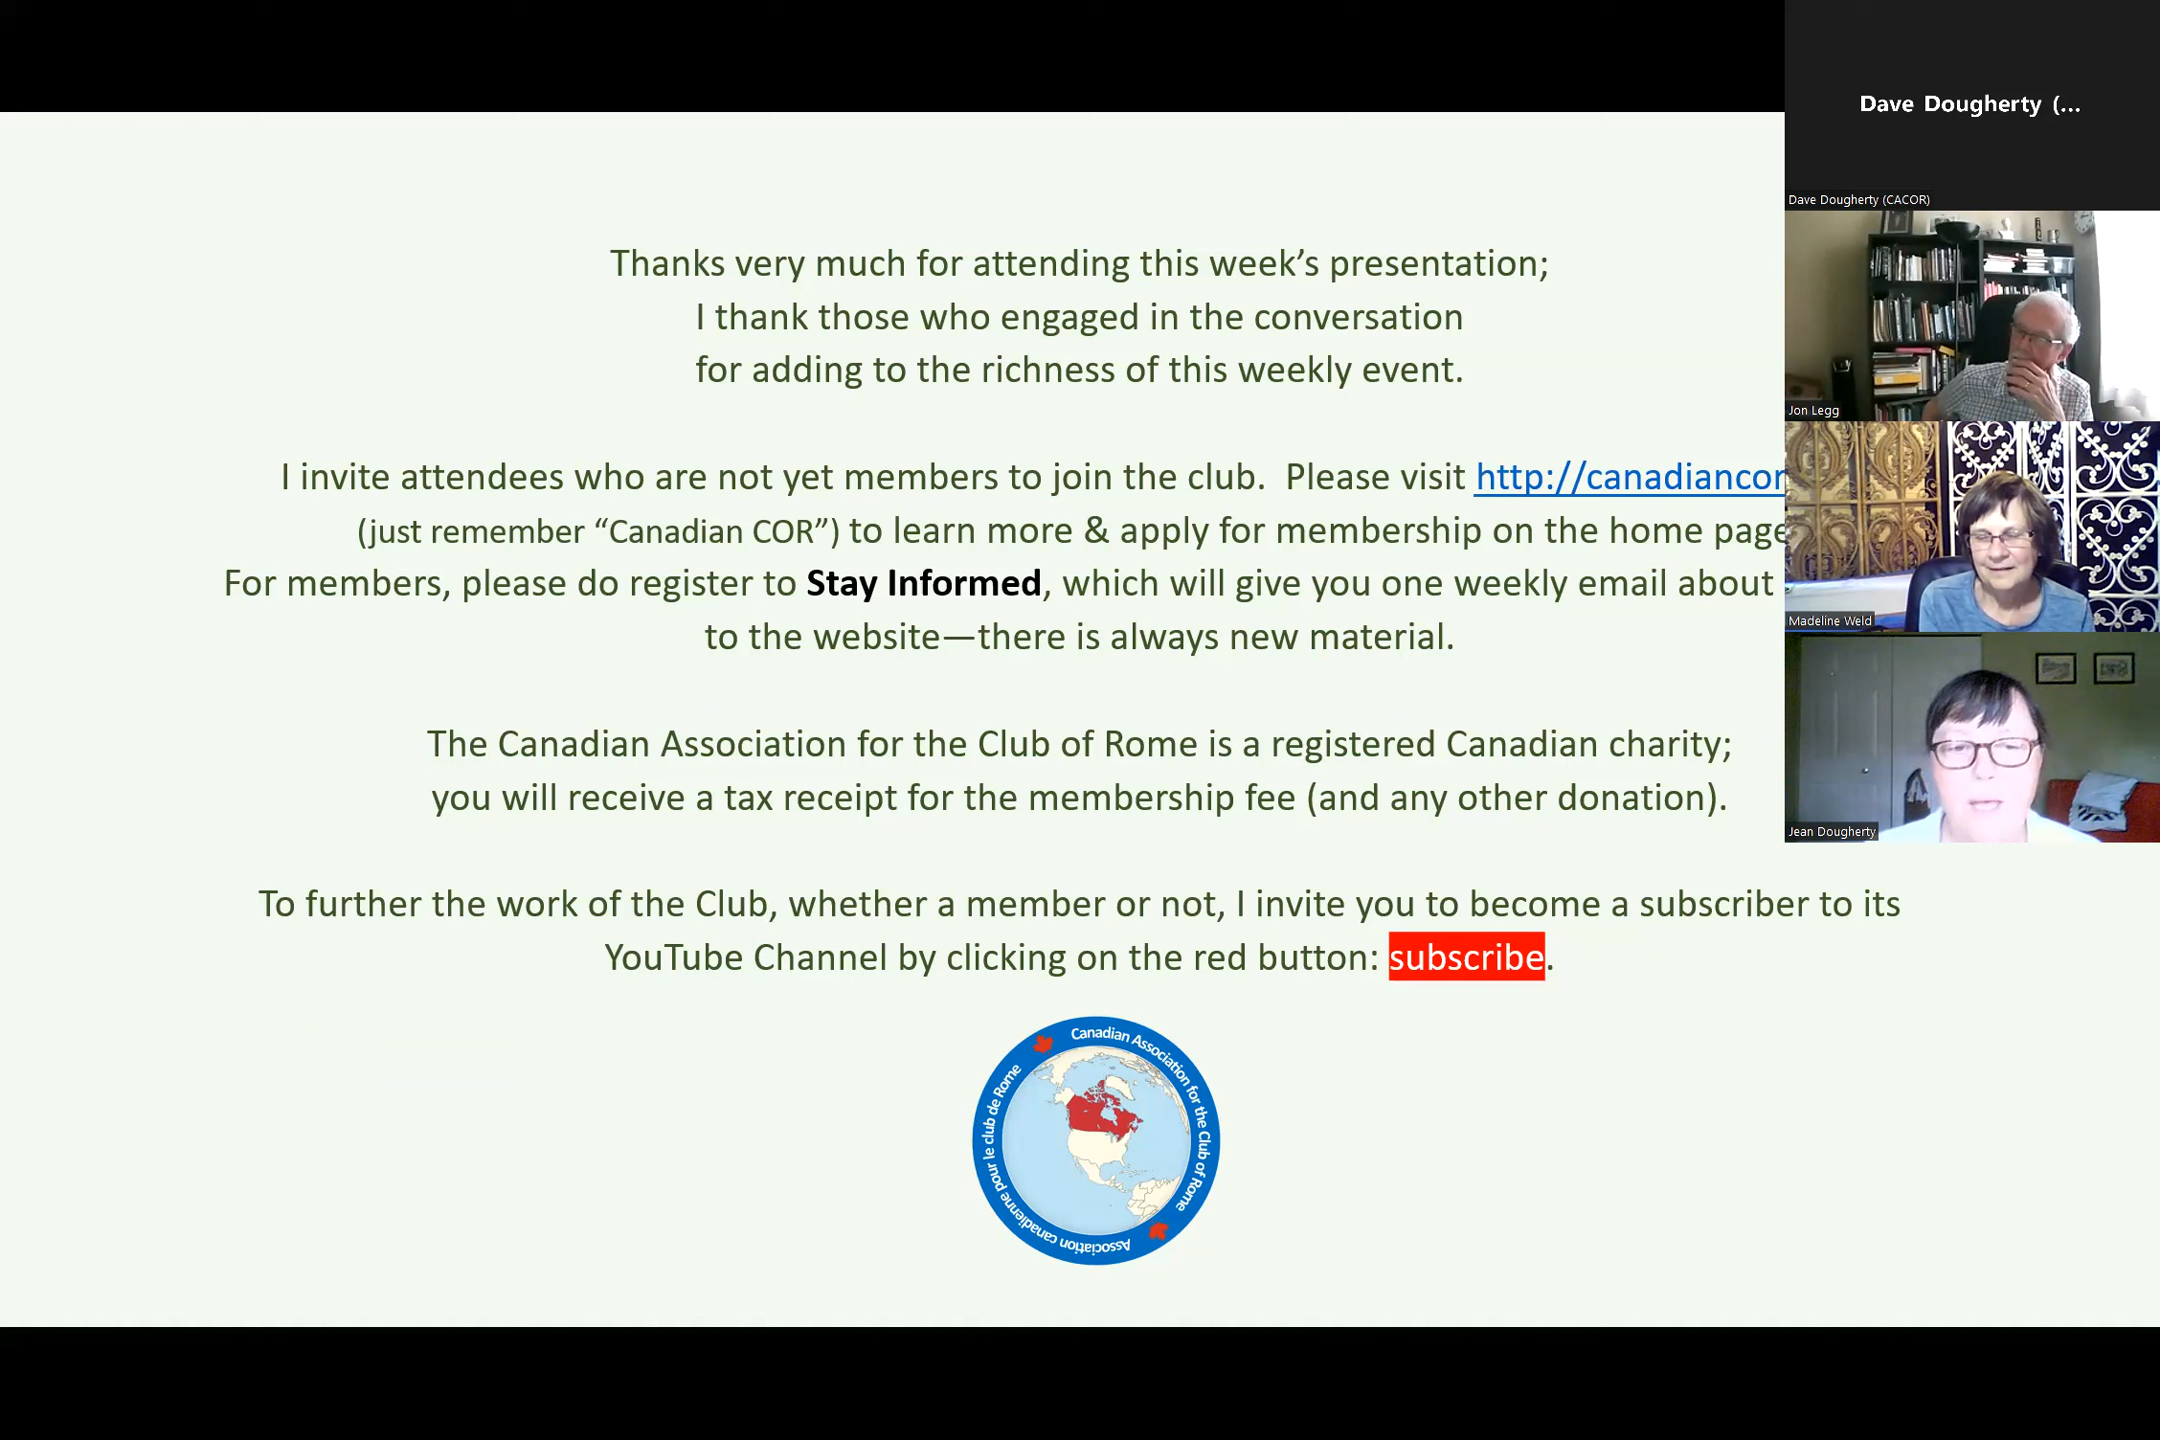 Thanks very much for attending this week’s presentation;
I thank those who engaged in the conversation
for adding to the richness of this weekly event.
I invite attendees who are not yet members to join the club.  Please visit http://canadiancor
(just remember “Canadian COR”) to learn more & apply for membership on the home page
For members, please do register to Stay Informed, which will give you one weekly email about
to the website—there is always new material.
The Canadian Association for the Club of Rome is a registered Canadian charity;
you will receive a tax receipt for the membership fee (and any other donation).
To further the work of the Club, whether a member or not, I invite you to become a subscriber to its
YouTube Channel by clicking on the red button: subscribe.
Canadian Association for the Club of Rome
Association canadienne pour le club de Rome
Dave Dougherty (...
Dave Dougherty (CACOR)
Jon Legg
Madeline Weld
Jean Dougherty